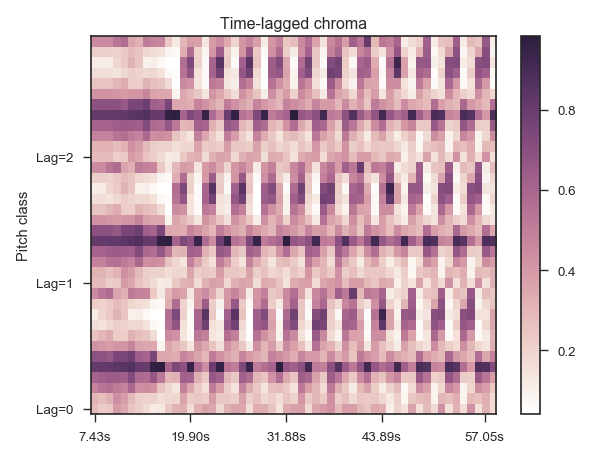 Time-lagged chroma
Pitch class
Lag=2
Lag=1
Lag=0
7.43s
19.90s
31.88s
43.89s
57.05s
0.8
0.6
0.4
0.2